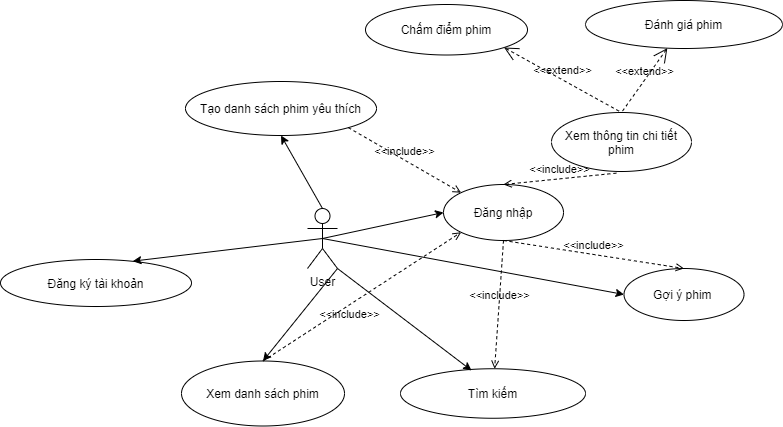 Chấm điểm phim
Đánh giá phim
<<extend>>
<<extend>>
Tạo danh sách phim yêu thích
Xem thông tin chi tiết
phim
<<include>>
<<include>>
Đăng nhập
<<include>>
Đăng ký tài khoản
User
Gợi ý phim
<<include>>
<<include>>
Xem danh sách phim
Tìm kiếm